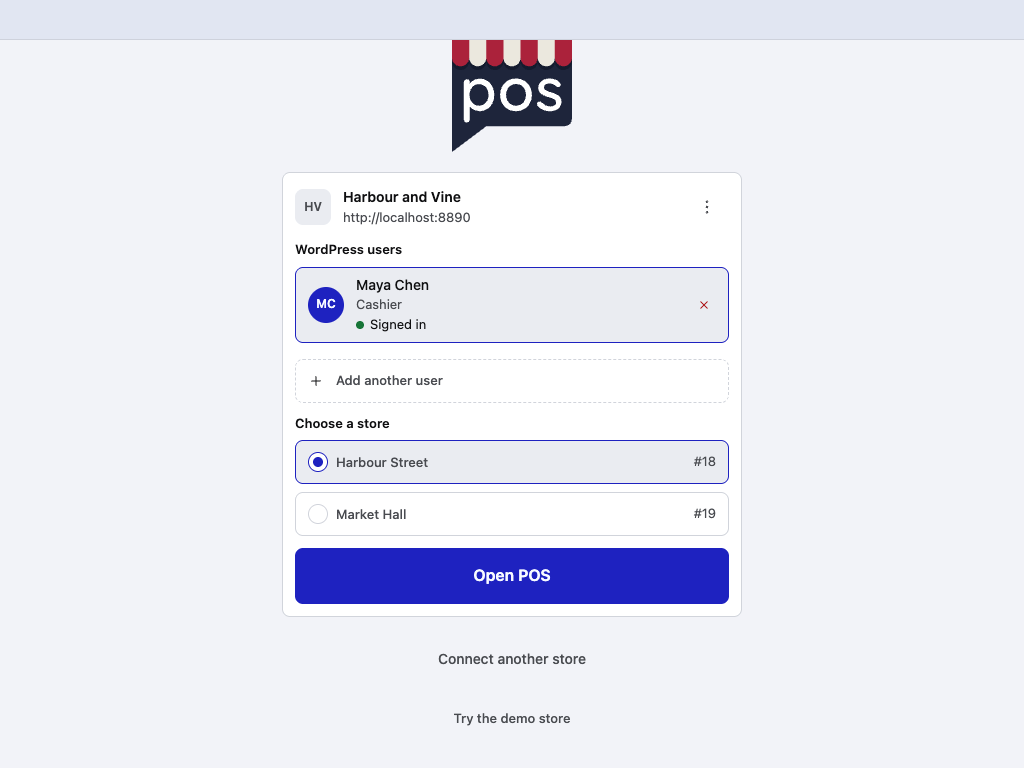 pos
HV
Harbour and Vine
http://localhost:8890
WordPress users
MC
Maya Chen
Cashier
Signed in
Add another user
Choose a store
Harbour Street #18
Market Hall #19
Open POS
Connect another store
Try the demo store